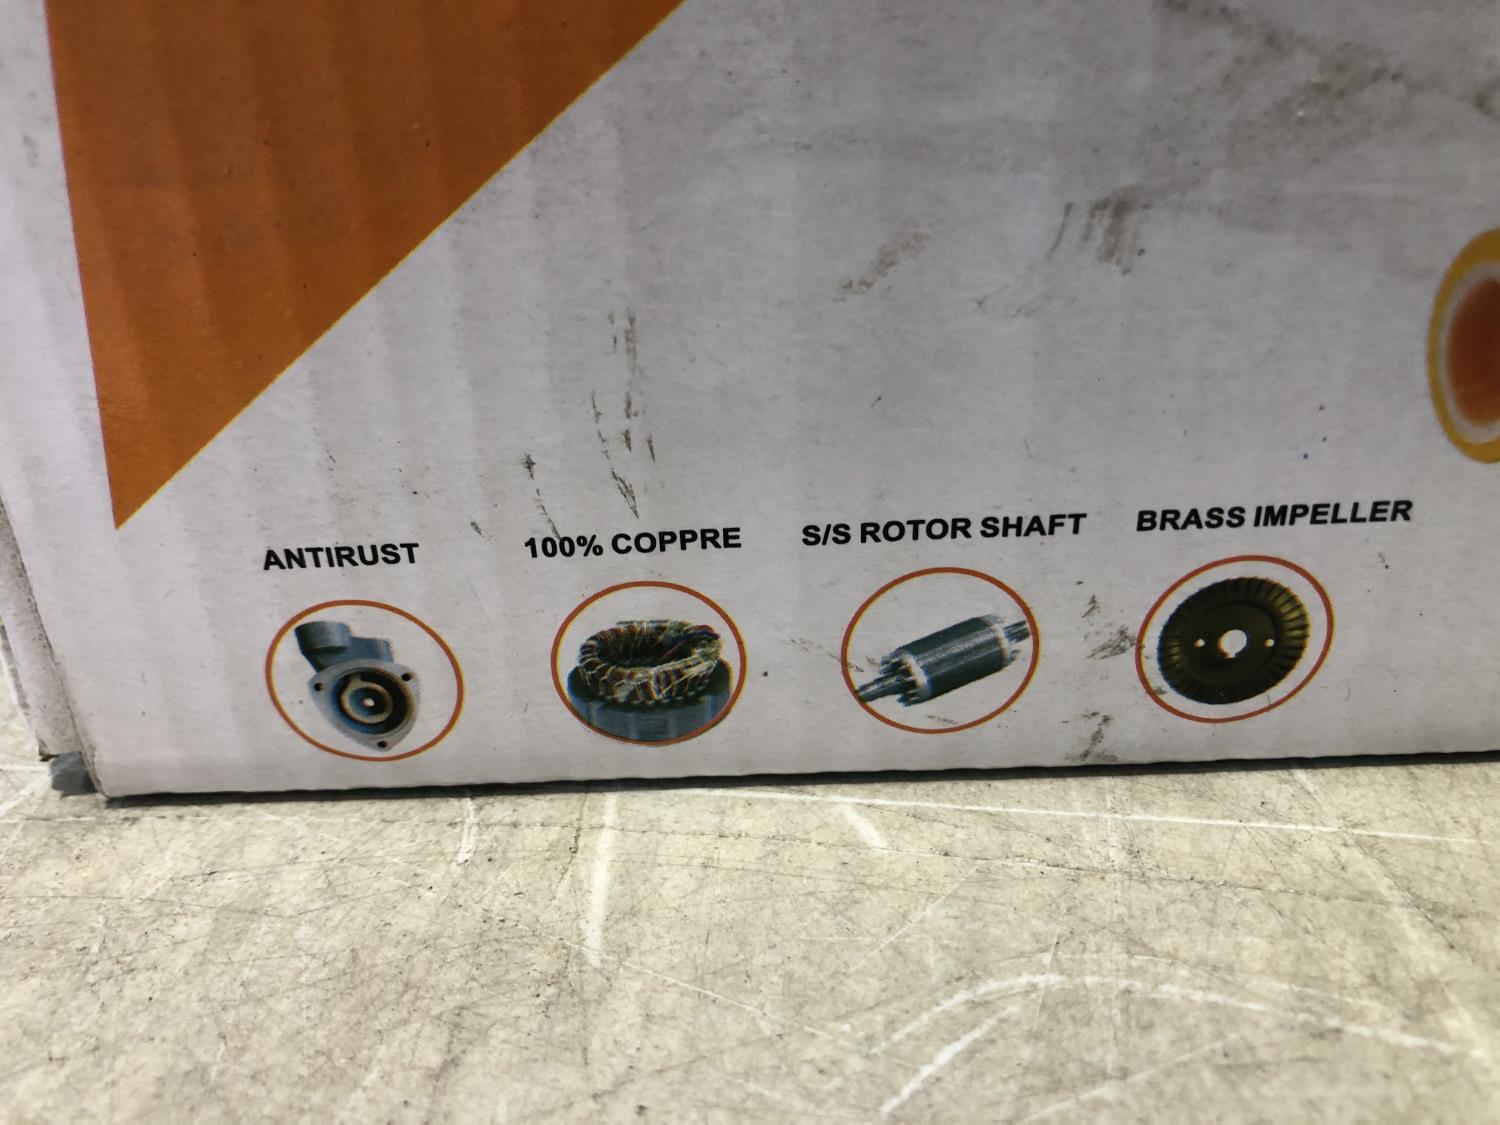 ANTIRUST
100% COPPRE
S/S ROTOR SHAFT
BRASS IMPELLER